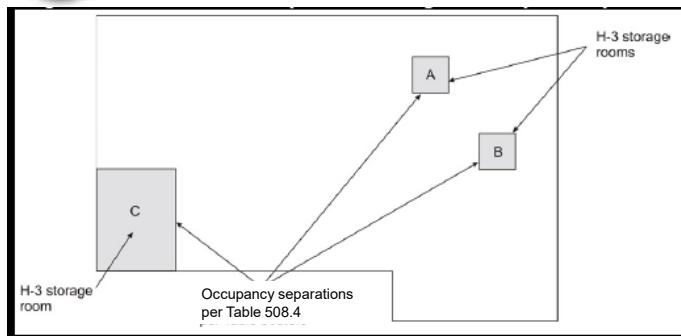 H-3 storage
rooms
A
B
C
H-3 storage
room
Occupancy separations
per Table 508.4